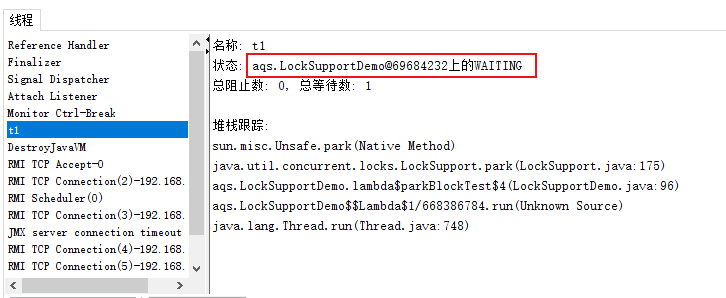 线程
Reference Handler
Finalizer
Signal Dispatcher
Attach Listener
Monitor Ctrl-Break
t1
DestroyJavaVM
RMI TCP Accept-0
RMI TCP Connection(2)-192.168.
RMI Scheduler(0)
RMI TCP Connection(3)-192.168.
JMX server connection timeout
RMI TCP Connection(4)-192.168.
RMI TCP Connection(5)-192.168.
名称: t1
状态: aqs.LockSupportDemo@69684232上的WAITING
总阻止数: 0, 总等待数: 1
堆栈跟踪:
sun.misc.Unsafe.park(Native Method)
java.util.concurrent.locks.LockSupport.park(LockSupport.java:175)
aqs.LockSupportDemo.lambda$parkBlockTest$4(LockSupportDemo.java:96)
aqs.LockSupportDemo$$Lambda$1/668386784.run(Unknown Source)
java.lang.Thread.run(Thread.java:748)